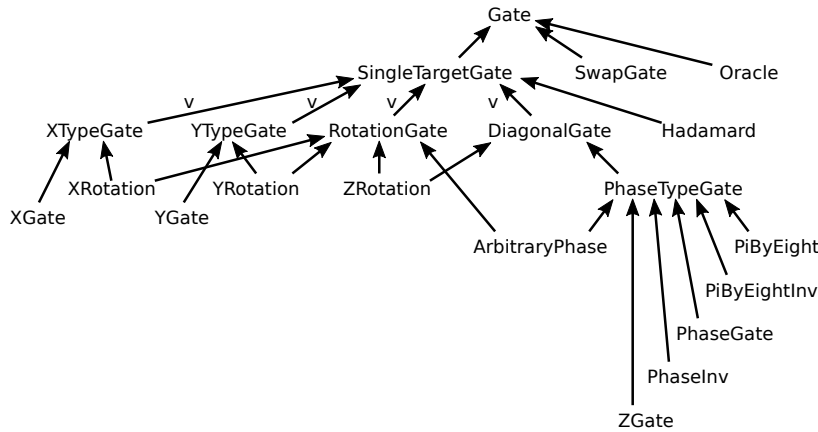 Gate
SingleTargetGate SwapGate Oracle
v v v v
XTypeGate YTypeGate RotationGate DiagonalGate Hadamard
XRotation YRotation ZRotation PhaseTypeGate
XGate YGate
ArbitraryPhase PiByEight
PiByEightInv
PhaseGate
PhaseInv
ZGate